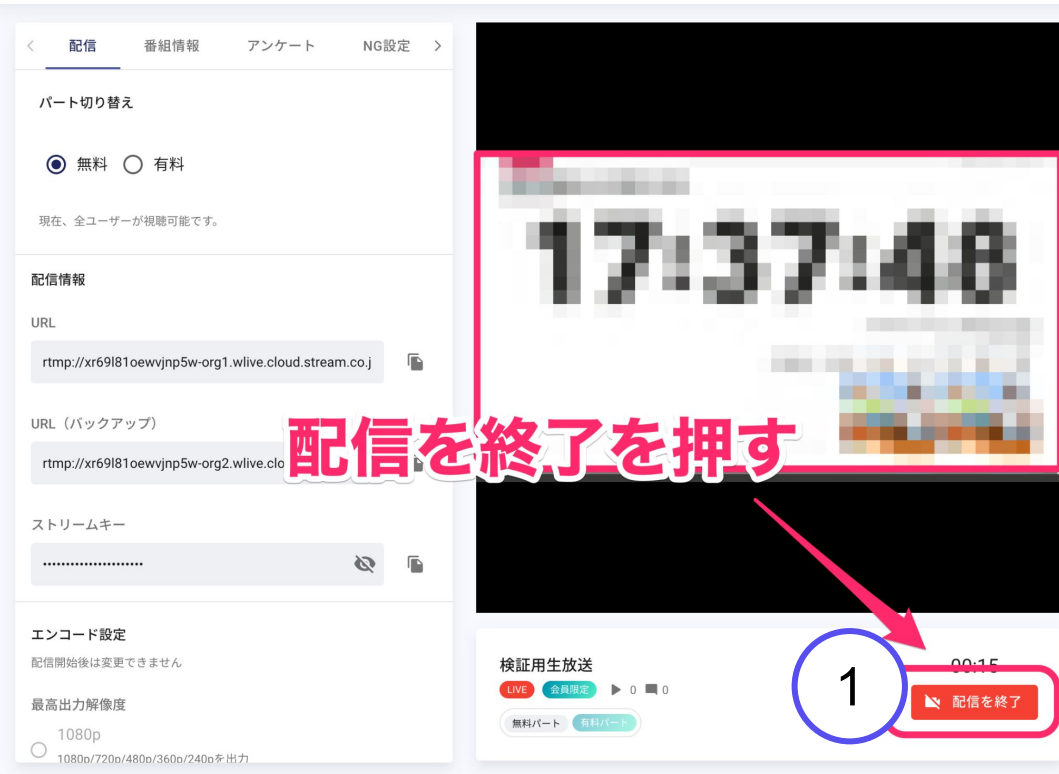 配信 番組情報 アンケート NG設定
パート切り替え
無料 有料
現在、全ユーザーが視聴可能です。
配信情報
URL
rtmp://xr69l81oewvjnp5w-org1.wlive.cloud.stream.co.j
URL（バックアップ）
rtmp://xr69l81oewvjnp5w-org2.wlive.clo
ストリームキー
••••••••••••••••••••••
エンコード設定
配信開始後は変更できません
最高出力解像度
1080p
1080p/720p/480p/360p/240pを出力
17:37:48
配信を終了を押す
検証用生放送
LIVE 会員限定 0 0
無料パート 有料パート
1
00:15
配信を終了